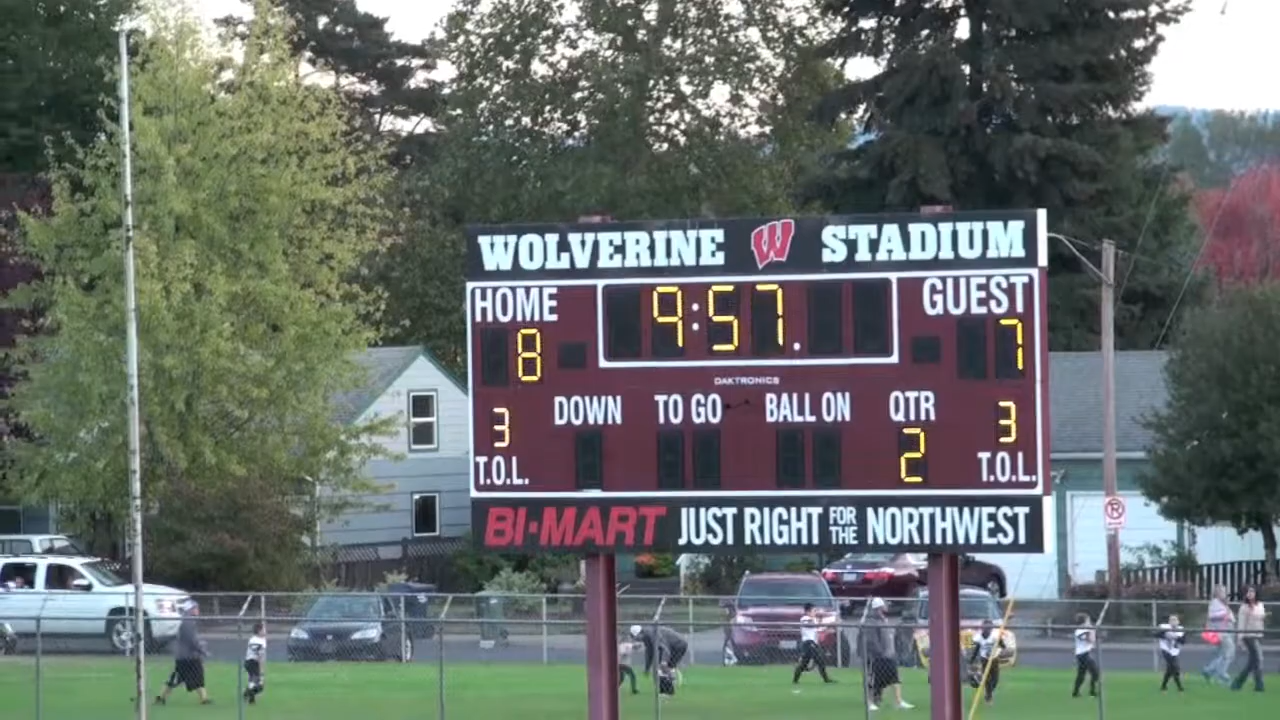 WOLVERINE W STADIUM
HOME 9:57. GUEST
8 7
DAKTRONICS
DOWN TO GO BALL ON QTR
3 2 3
T.O.L. T.O.L.
BI-MART JUST RIGHT FOR THE NORTHWEST
P